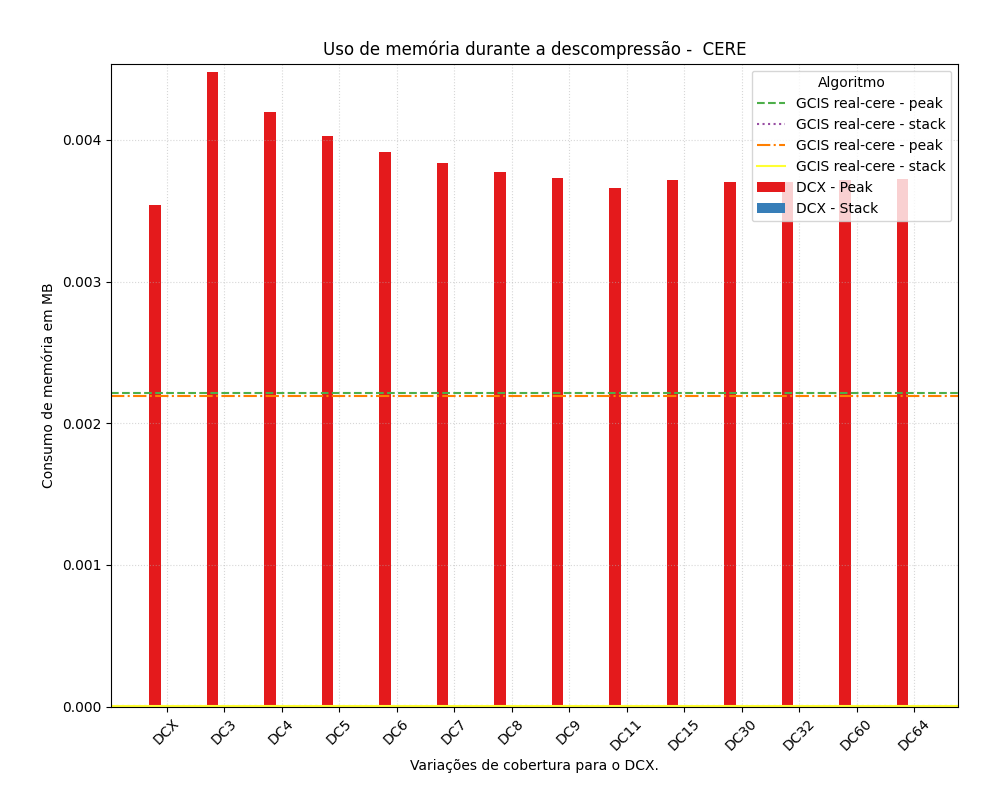 Uso de memória durante a descompressão -  CERE
Consumo de memória em MB
0.004
0.003
0.002
0.001
0.000
Algoritmo
GCIS real-cere - peak
GCIS real-cere - stack
GCIS real-cere - peak
GCIS real-cere - stack
DCX - Peak
DCX - Stack
DCX
DC3
DC4
DC5
DC6
DC7
DC8
DC9
DC11
DC15
DC30
DC32
DC60
DC64
Variações de cobertura para o DCX.